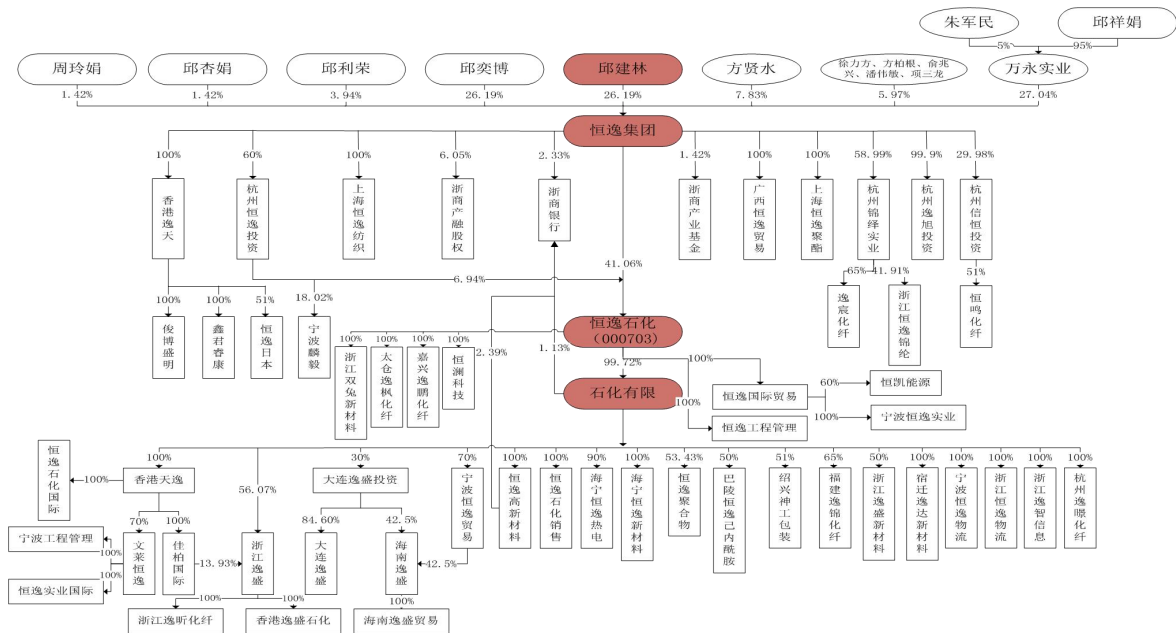 朱军民
邱祥娟
5%
95%
周玲娟
邱杏娟
邱利荣
邱奕博
邱建林
方贤水
徐力方、方柏根、俞兆
兴、潘伟敏、项三龙
万永实业
1.42%
1.42%
3.94%
26.19%
26.19%
7.83%
5.97%
27.04%
恒逸集团
100%
60%
100%
6.05%
2.33%
1.42%
100%
100%
58.99%
99.9%
29.98%
香港逸天
杭州恒逸投资
上海恒逸纺织
浙商产融股权
浙商银行
浙商产业基金
广西恒逸贸易
上海恒逸聚酯
杭州锦绎实业
杭州逸旭投资
杭州信恒投资
41.06%
6.94%
65%
41.91%
51%
100%
100%
51%
18.02%
逸宸化纤
浙江恒逸锦纶
恒鸣化纤
俊博盛明
鑫君睿康
恒逸日本
宁波麟毅
恒逸石化
(000703)
100%
100%
100%
100%
2.39%
1.13%
浙江双兔新材料
太仓逸枫化纤
嘉兴逸鹏化纤
恒澜科技
99.72%
100%
石化有限
恒逸国际贸易
60%
恒凯能源
100%
宁波恒逸实业
100%
恒逸工程管理
恒逸石化国际
100%
100%
香港天逸
56.07%
30%
大连逸盛投资
70%
100%
100%
90%
100%
53.43%
50%
51%
65%
50%
100%
100%
100%
100%
100%
宁波恒逸贸易
恒逸高新材料
恒逸石化销售
海宁恒逸热电
海宁恒逸新材料
恒逸聚合物
巴陵恒逸己内酰胺
绍兴神工包装
福建逸锦化纤
浙江逸盛新材料
宿迁逸达新材料
宁波恒逸物流
浙江恒逸物流
浙江逸智信息
杭州逸暻化纤
70%
100%
84.60%
42.5%
宁波工程管理
100%
文莱恒逸
佳柏国际
13.93%
浙江逸盛
大连逸盛
海南逸盛
42.5%
恒逸实业国际
100%
100%
100%
100%
浙江逸昕化纤
香港逸盛石化
海南逸盛贸易